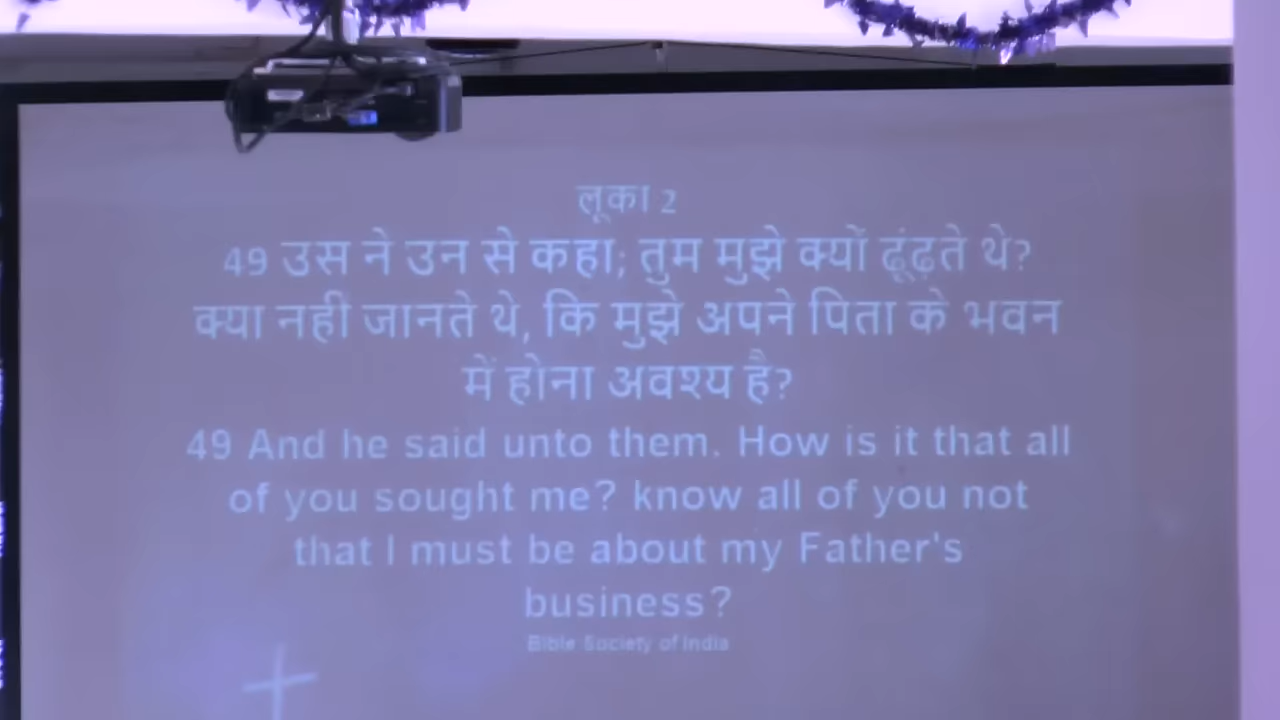 लूका 2
49 उस ने उन से कहा; तुम मुझे क्यों ढूंढ़ते थे?
क्या नही जानते थे, कि मुझे अपने पिता के भवन
में होना अवश्य है?
49 And he said unto them. How is it that all
of you sought me? know all of you not
that I must be about my Father's
business?
Bible Society of India